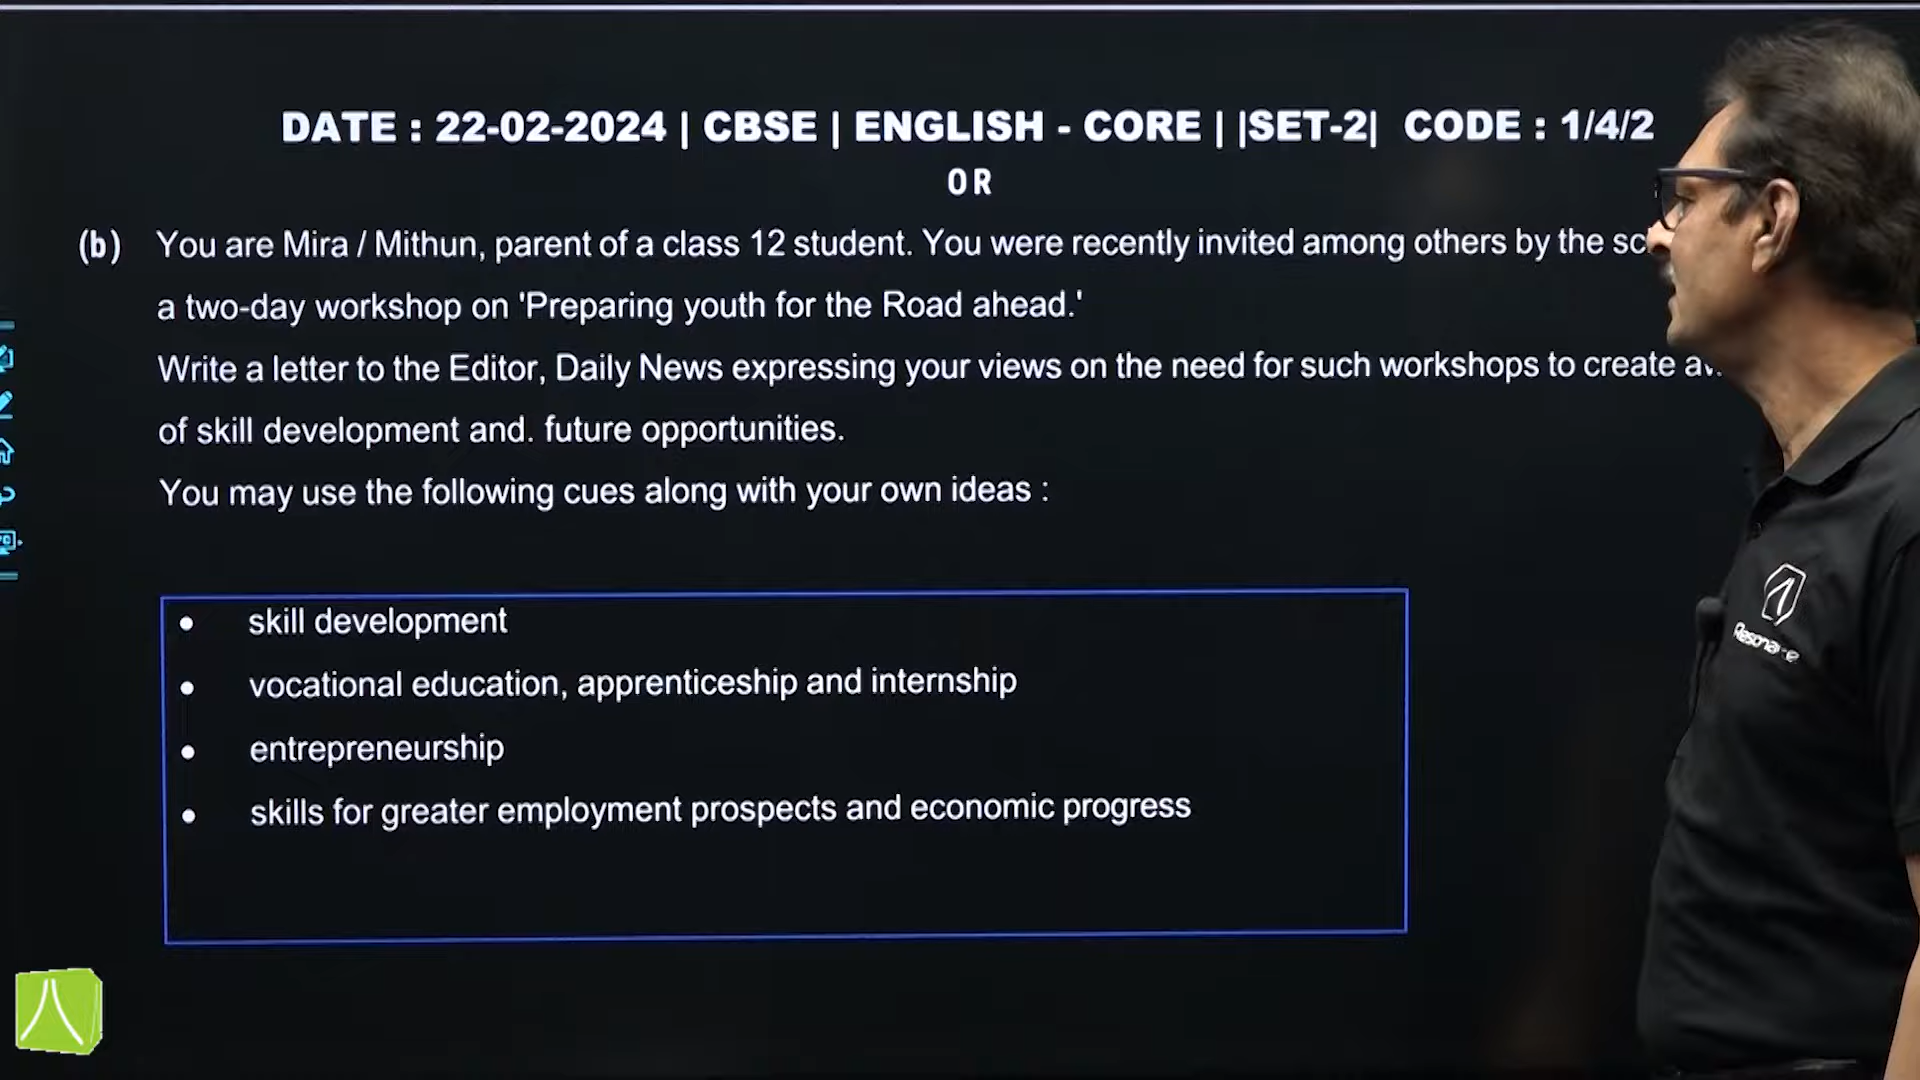 DATE : 22-02-2024 | CBSE | ENGLISH - CORE | |SET-2| CODE : 1/4/2
OR
(b) You are Mira / Mithun, parent of a class 12 student. You were recently invited among others by the
a two-day workshop on 'Preparing youth for the Road ahead.'
Write a letter to the Editor, Daily News expressing your views on the need for such workshops to create
of skill development and. future opportunities.
You may use the following cues along with your own ideas :
• skill development
• vocational education, apprenticeship and internship
• entrepreneurship
• skills for greater employment prospects and economic progress
Resonance